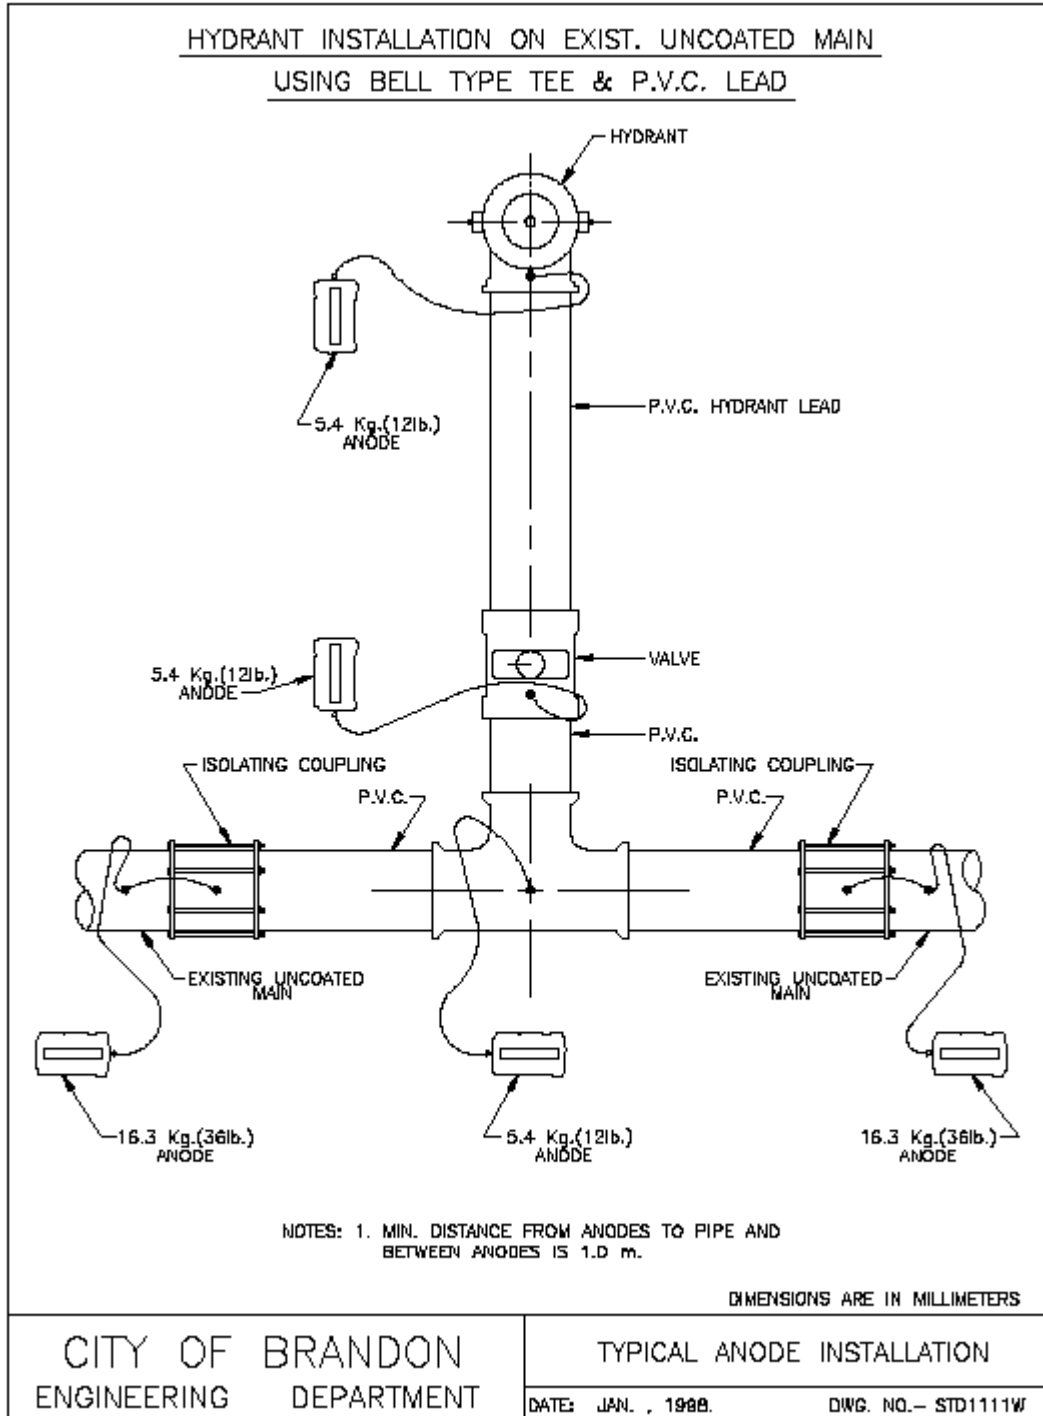 HYDRANT INSTALLATION ON EXIST. UNCOATED MAIN
USING BELL TYPE TEE & P.V.C. LEAD
HYDRANT
5.4 Kg.(12lb.)
ANODE
P.V.C. HYDRANT LEAD
5.4 Kg.(12lb.)
ANODE
VALVE
P.V.C.
ISOLATING COUPLING
P.V.C.
ISOLATING COUPLING
P.V.C.
EXISTING UNCOATED
MAIN
EXISTING UNCOATED
MAIN
16.3 Kg.(36lb.)
ANODE
5.4 Kg.(12lb.)
ANODE
16.3 Kg.(36lb.)
ANODE
NOTES: 1. MIN. DISTANCE FROM ANODES TO PIPE AND
BETWEEN ANODES IS 1.0 m.
DIMENSIONS ARE IN MILLIMETERS
CITY OF BRANDON
ENGINEERING DEPARTMENT
TYPICAL ANODE INSTALLATION
DATE: JAN. , 1998.
DWG. NO.- STD1111W